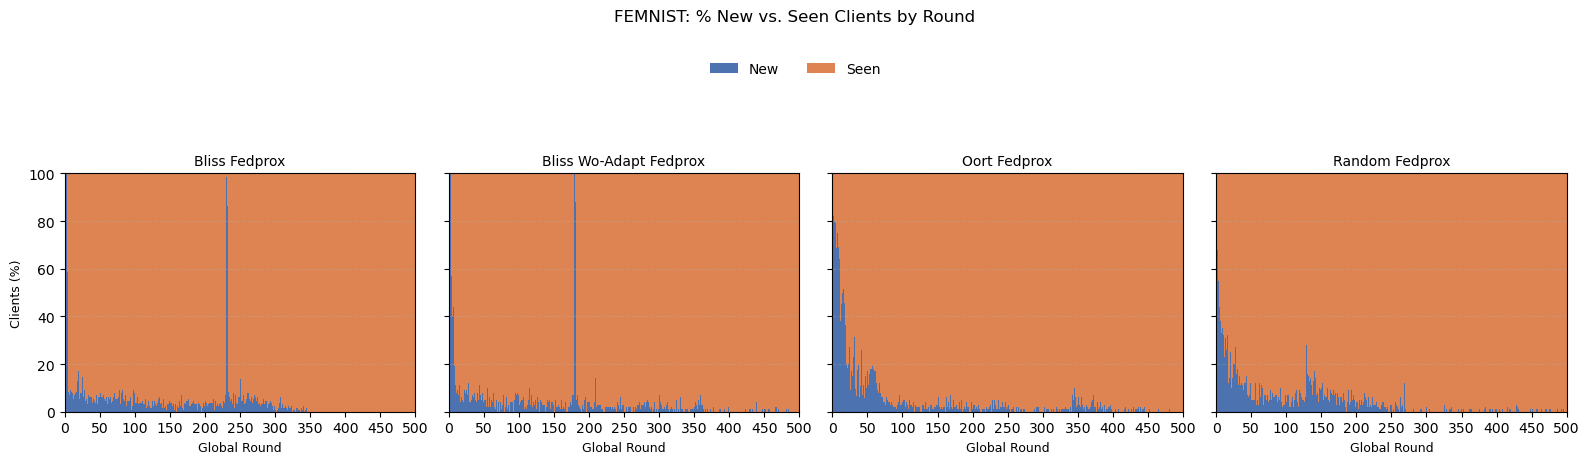 FEMNIST: % New vs. Seen Clients by Round
New Seen
Bliss Fedprox Bliss Wo-Adapt Fedprox Oort Fedprox Random Fedprox
100
80
60
40
20
0
Clients (%)
0 50 100 150 200 250 300 350 400 450 500 0 50 100 150 200 250 300 350 400 450 500 0 50 100 150 200 250 300 350 400 450 500 0 50 100 150 200 250 300 350 400 450 500
Global Round Global Round Global Round Global Round